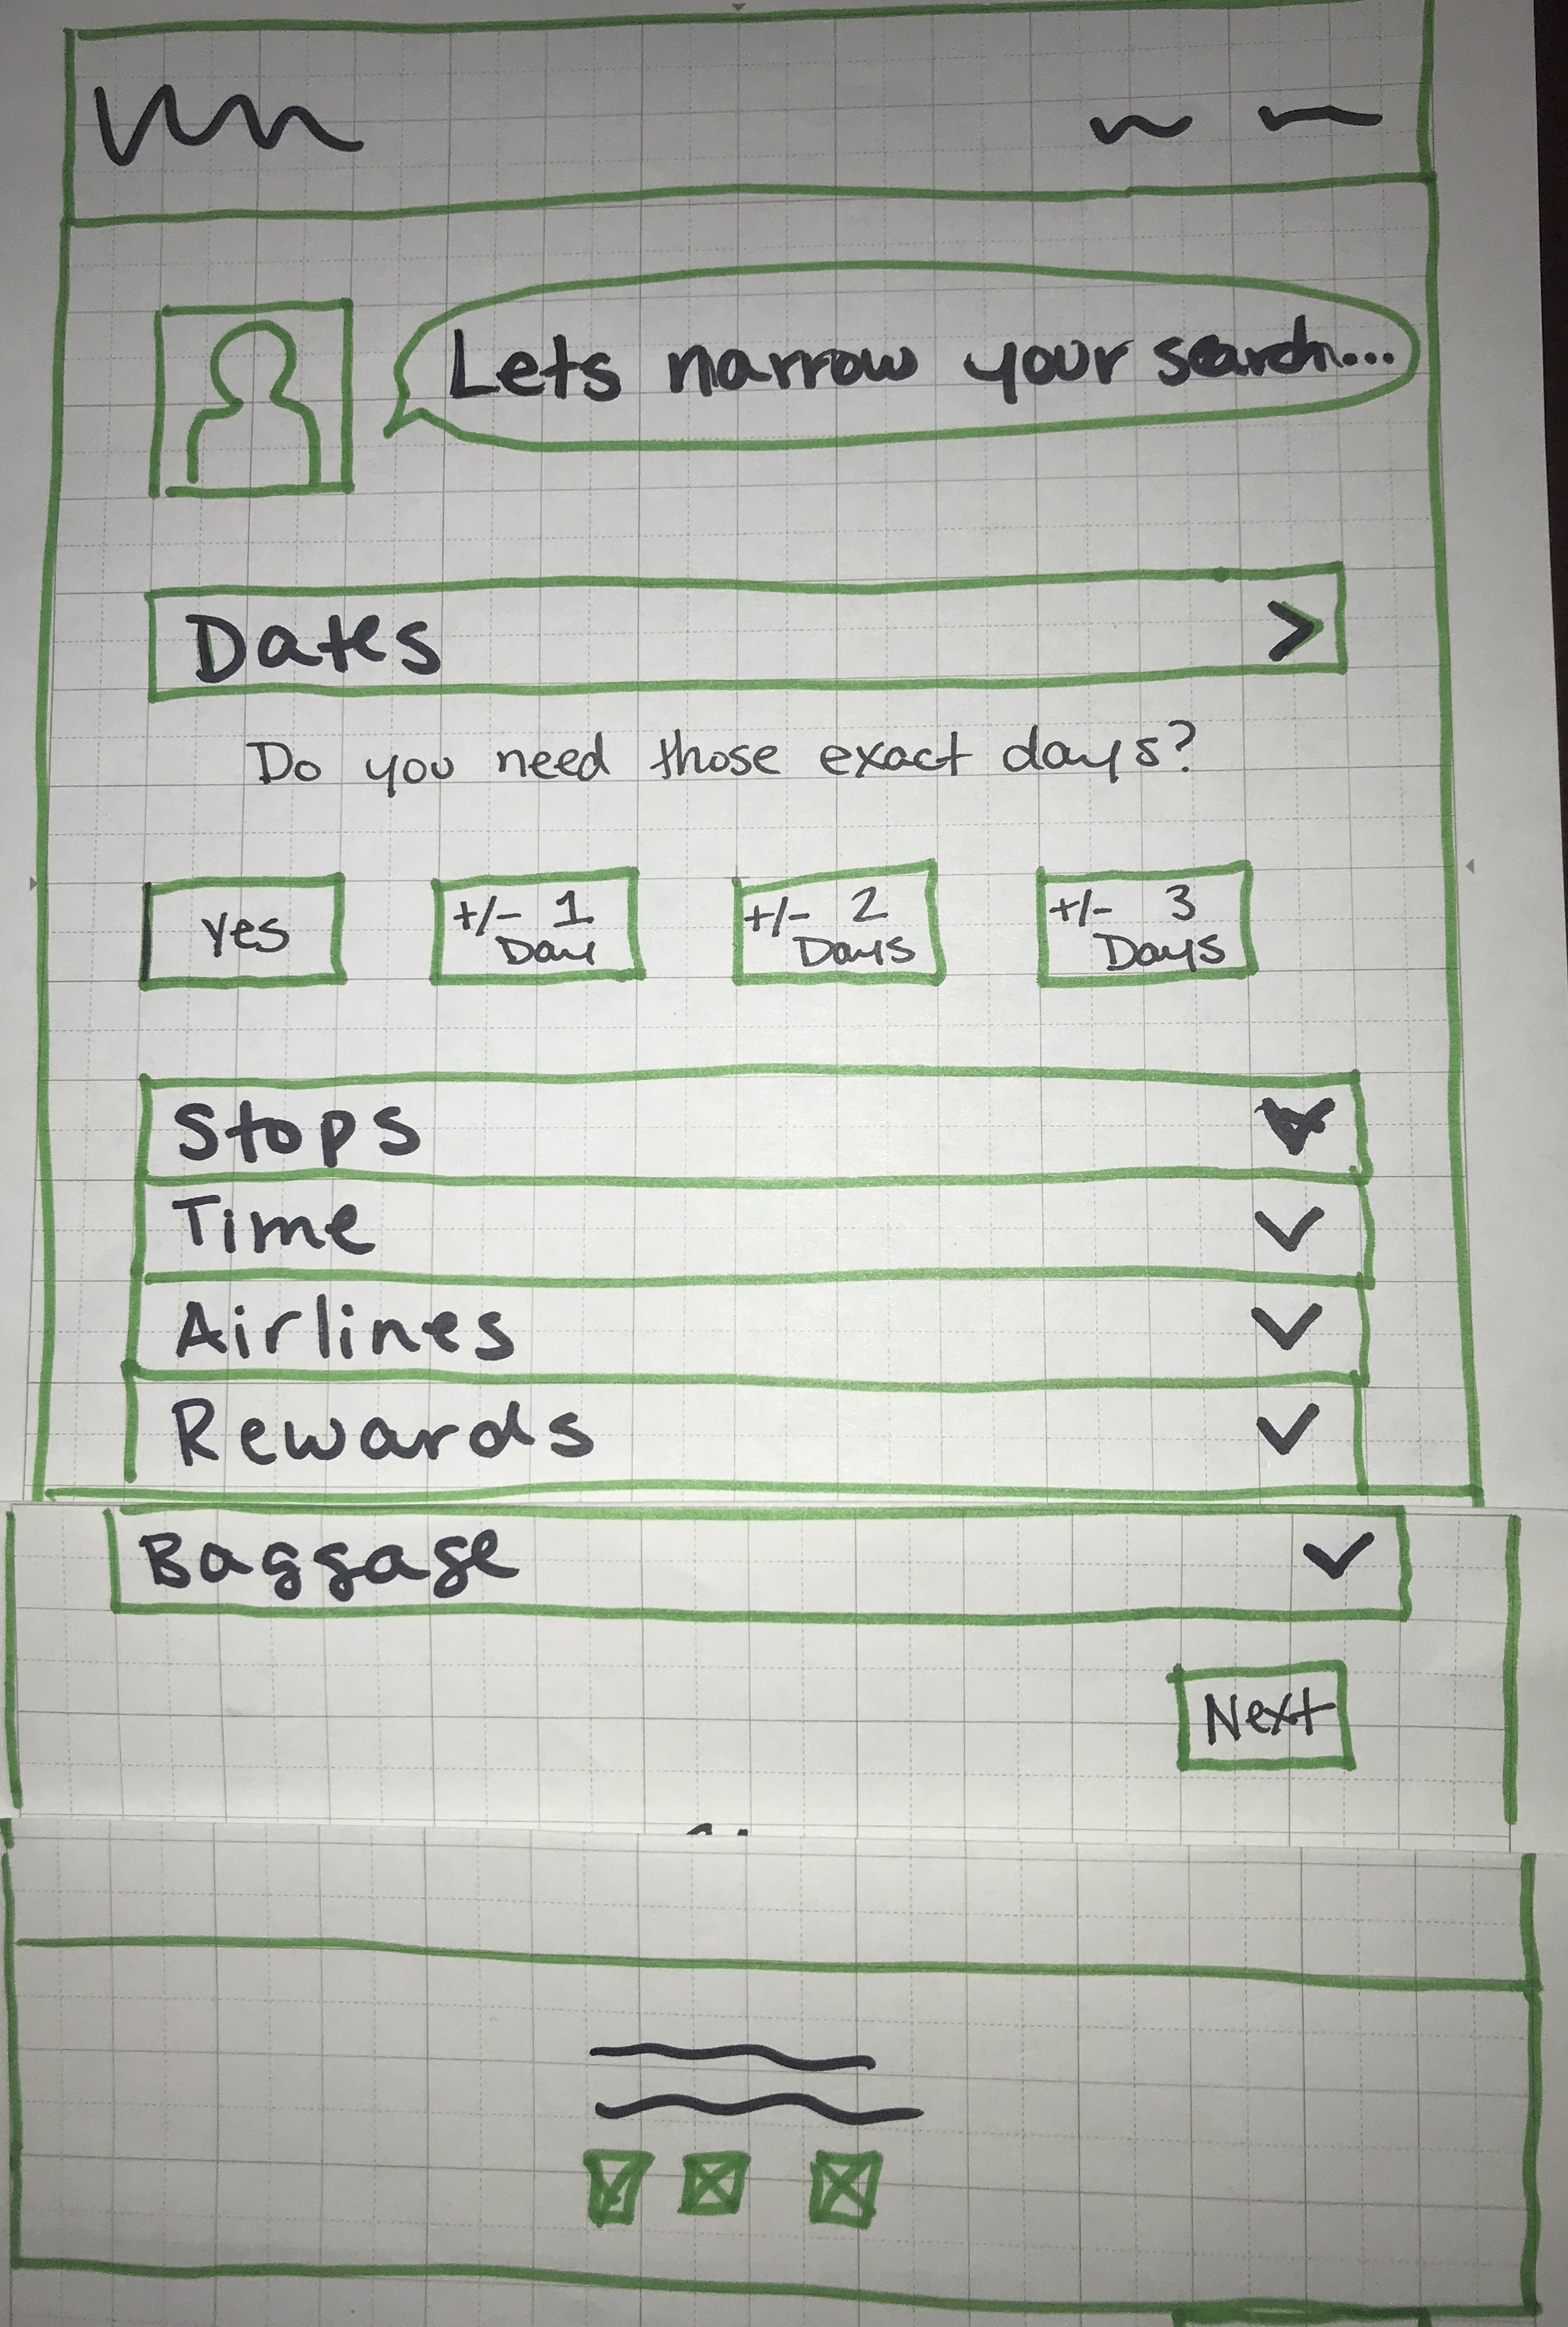 Lets narrow your search...
Dates >
Do you need those exact days?
Yes
+/- 1
Day
+/- 2
Days
+/- 3
Days
Stops
Time
Airlines
Rewards
Baggage
Next